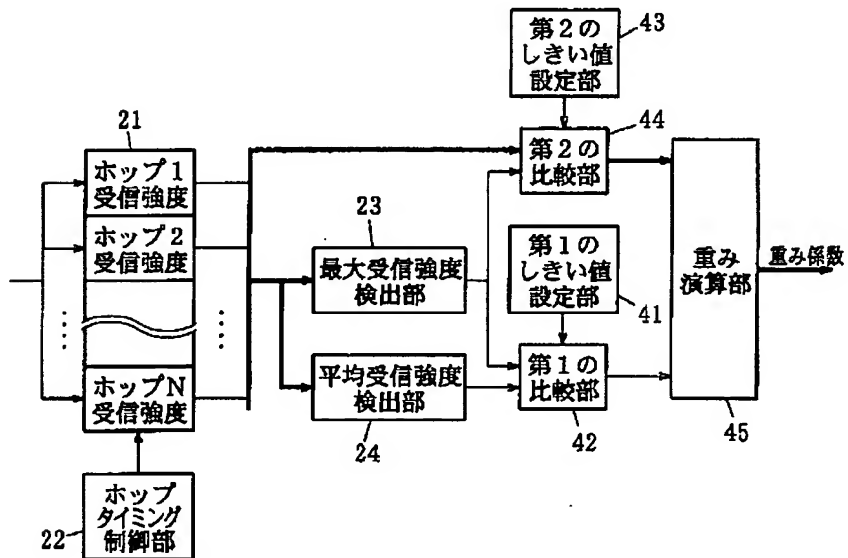 第2の
しきい値
設定部
43
21
44
ホップ1
受信強度
第2の
比較部
ホップ2
受信強度
23
最大受信強度
検出部
第1の
しきい値
設定部
41
重み
演算部
重み係数
ホップN
受信強度
平均受信強度
検出部
24
第1の
比較部
42
45
ホップ
タイミング
制御部
22